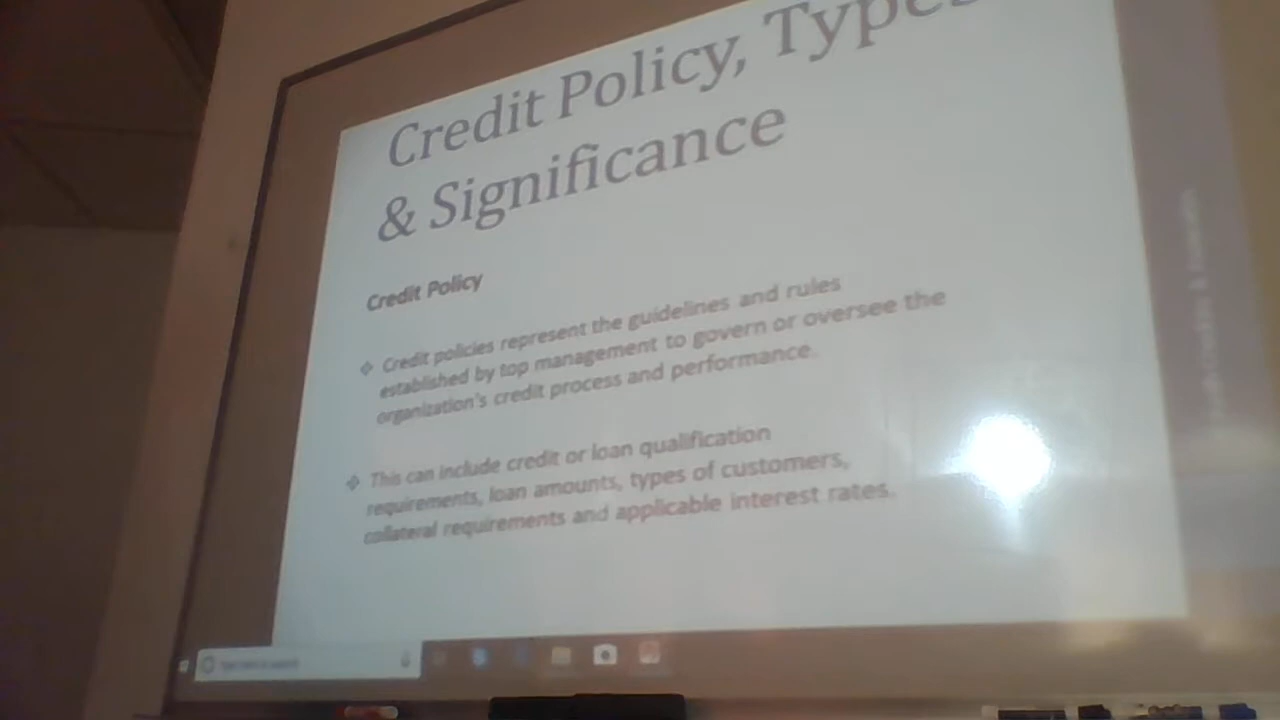 Credit Policy, Types
& Significance
Credit Policy
❖ Credit policies represent the guidelines and rules
established by top management to govern or oversee the
organization's credit process and performance.
❖ This can include credit or loan qualification
requirements, loan amounts, types of customers,
collateral requirements and applicable interest rates.